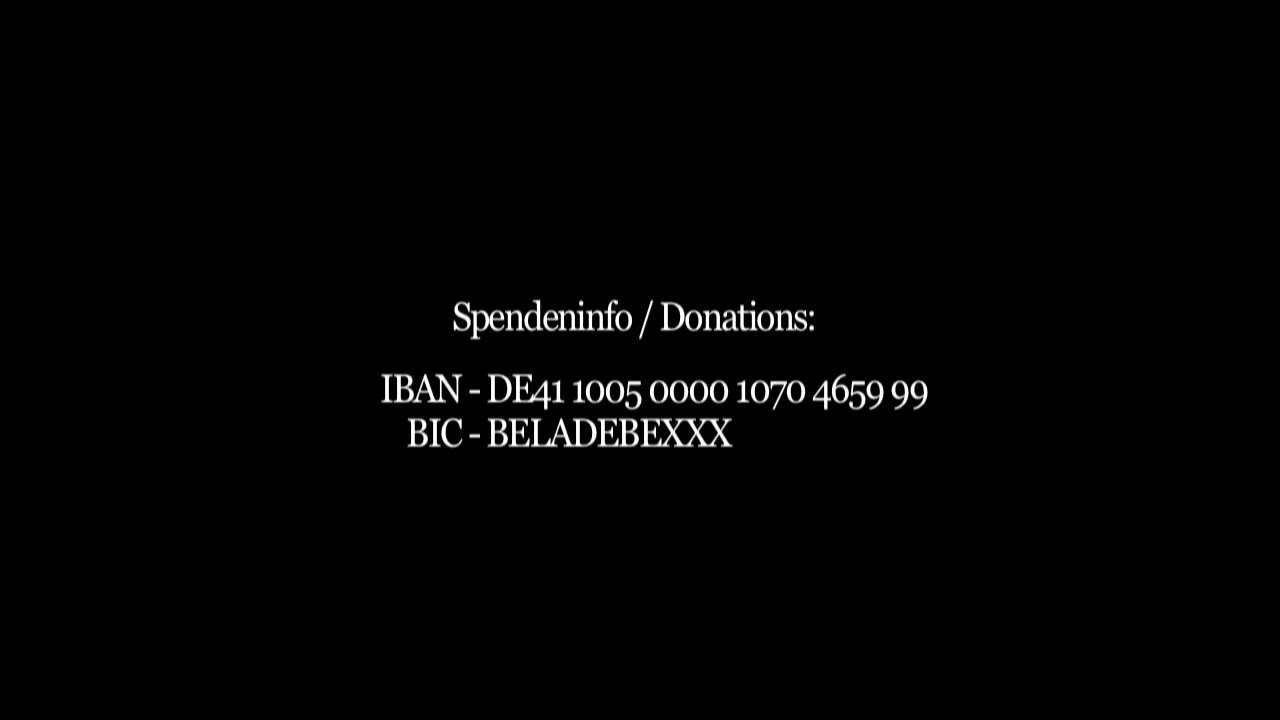 Spendeninfo / Donations:
IBAN - DE41 1005 0000 1070 4659 99
BIC - BELADEBEXXX